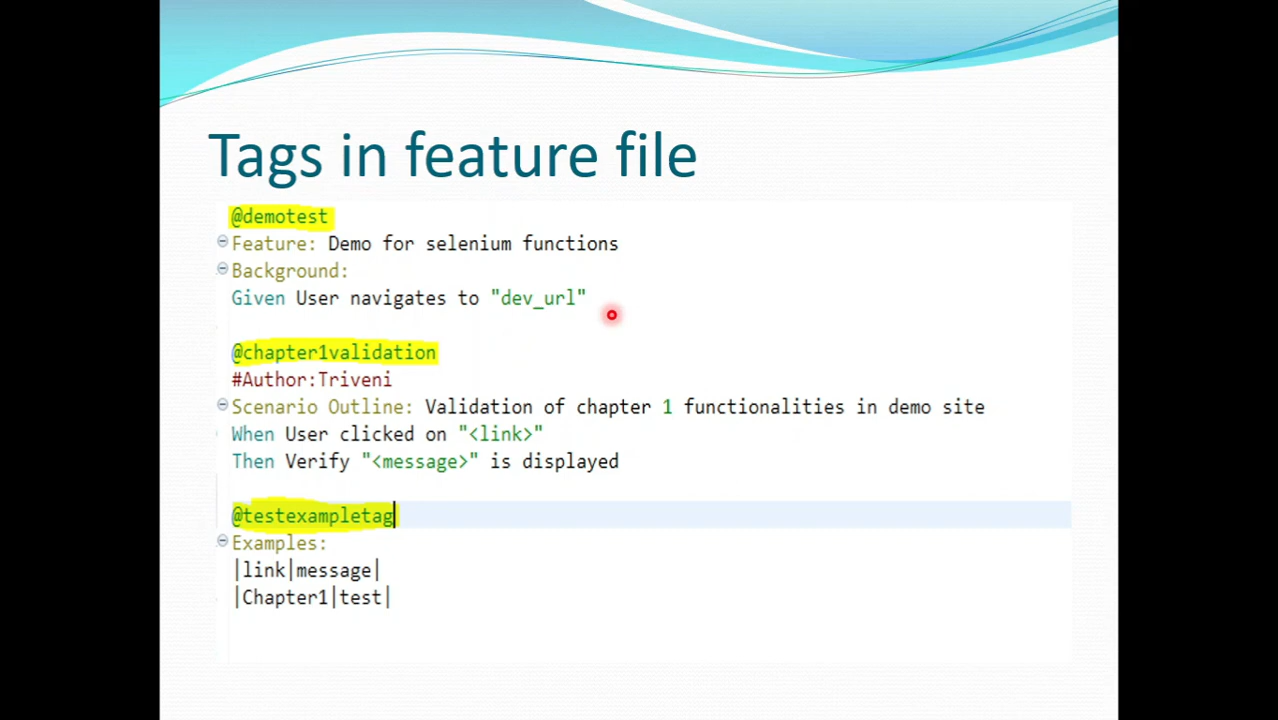 Tags in feature file
@demotest
Feature: Demo for selenium functions
Background:
Given User navigates to "dev_url"
@chapter1validation
#Author:Triveni
Scenario Outline: Validation of chapter 1 functionalities in demo site
When User clicked on "<link>"
Then Verify "<message>" is displayed
@testexampletag
Examples:
|link|message|
|Chapter1|test|